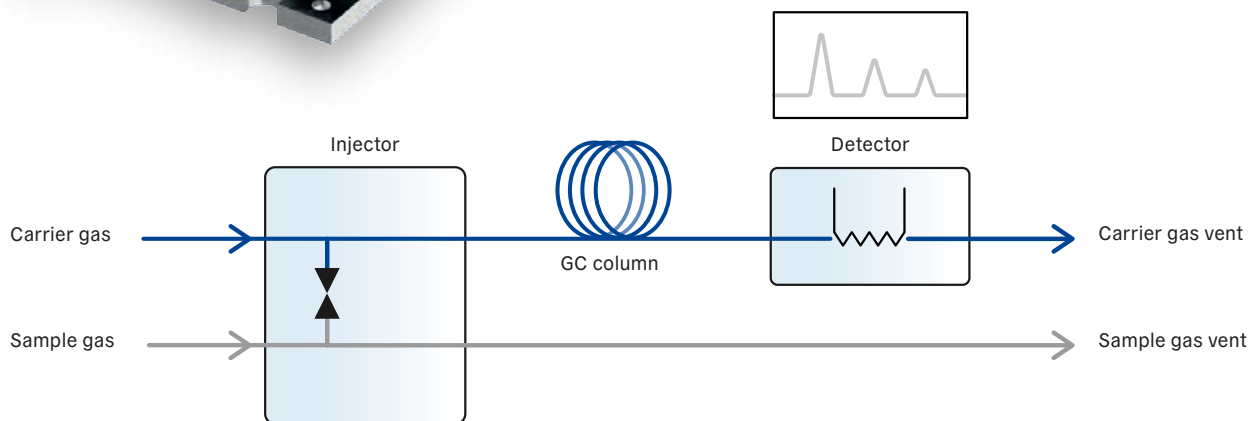 Injector
Detector
Carrier gas
GC column
Carrier gas vent
Sample gas
Sample gas vent